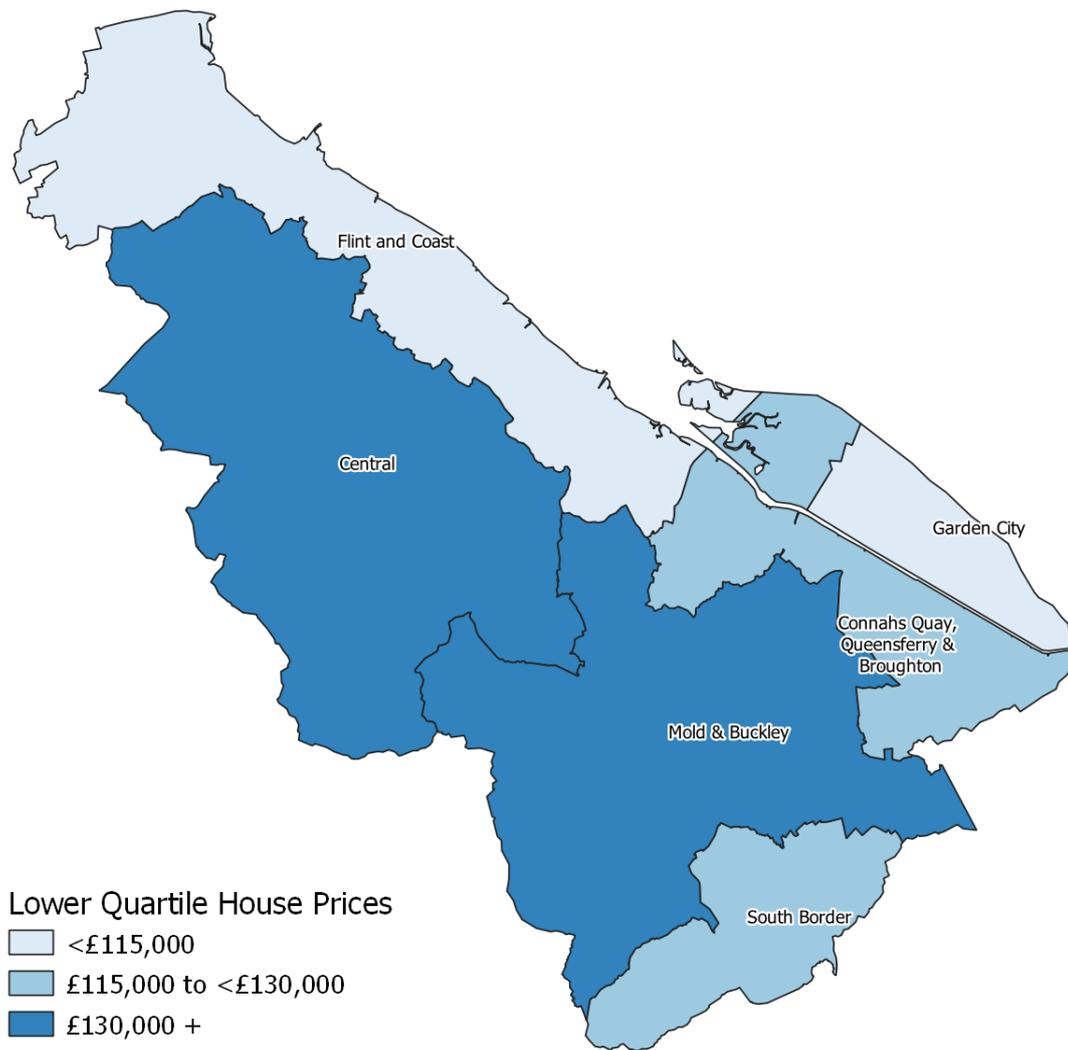 Flint and Coast
Central
Garden City
Connahs Quay,
Queensferry &
Broughton
Mold & Buckley
South Border
Lower Quartile House Prices
<£115,000
£115,000 to <£130,000
£130,000 +